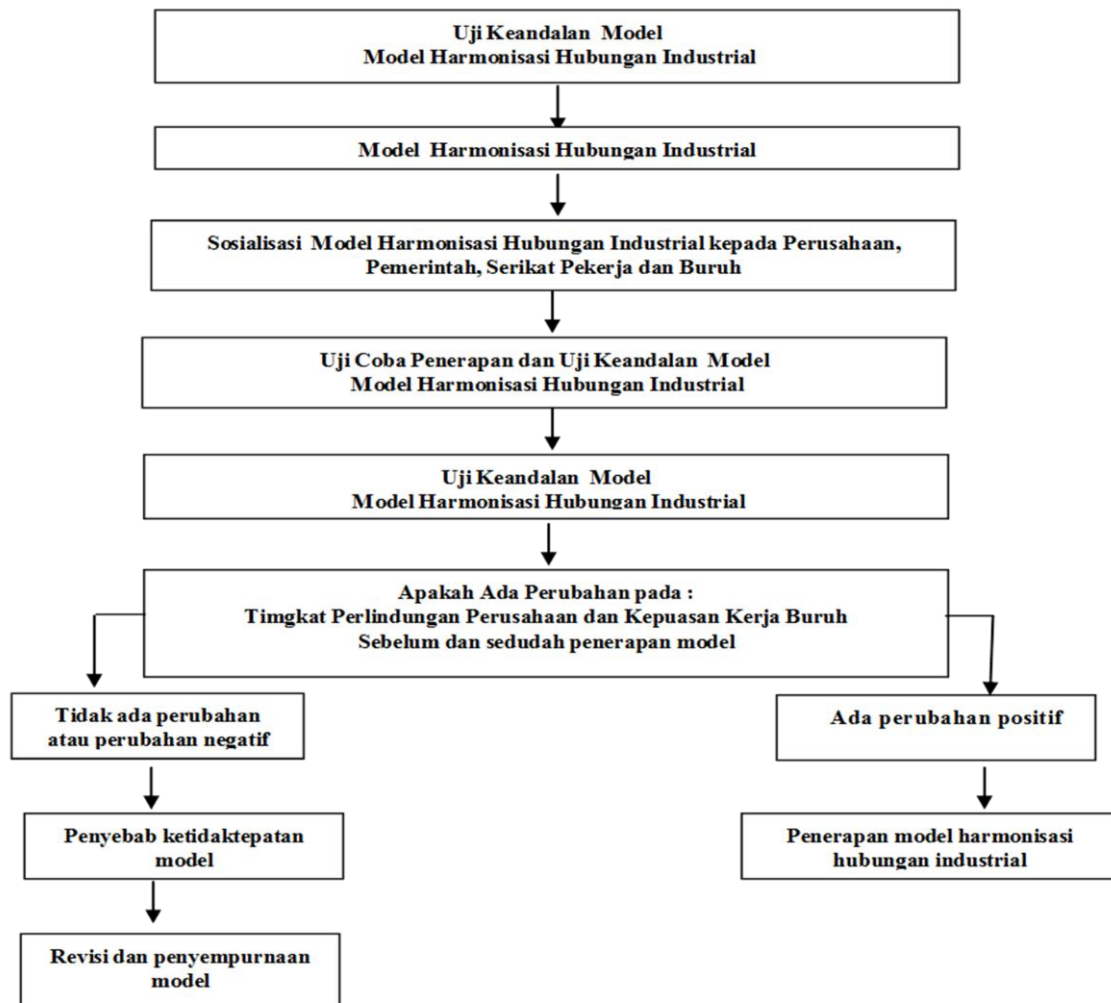 Uji Keandalan Model
Model Harmonisasi Hubungan Industrial
Model Harmonisasi Hubungan Industrial
Sosialisasi Model Harmonisasi Hubungan Industrial kepada Perusahaan,
Pemerintah, Serikat Pekerja dan Buruh
Uji Coba Penerapan dan Uji Keandalan Model
Model Harmonisasi Hubungan Industrial
Uji Keandalan Model
Model Harmonisasi Hubungan Industrial
Apakah Ada Perubahan pada :
Timgkat Perlindungan Perusahaan dan Kepuasan Kerja Buruh
Sebelum dan sedudah penerapan model
Tidak ada perubahan
atau perubahan negatif
Ada perubahan positif
Penyebab ketidaktepatan
model
Penerapan model harmonisasi
hubungan industrial
Revisi dan penyempurnaan
model